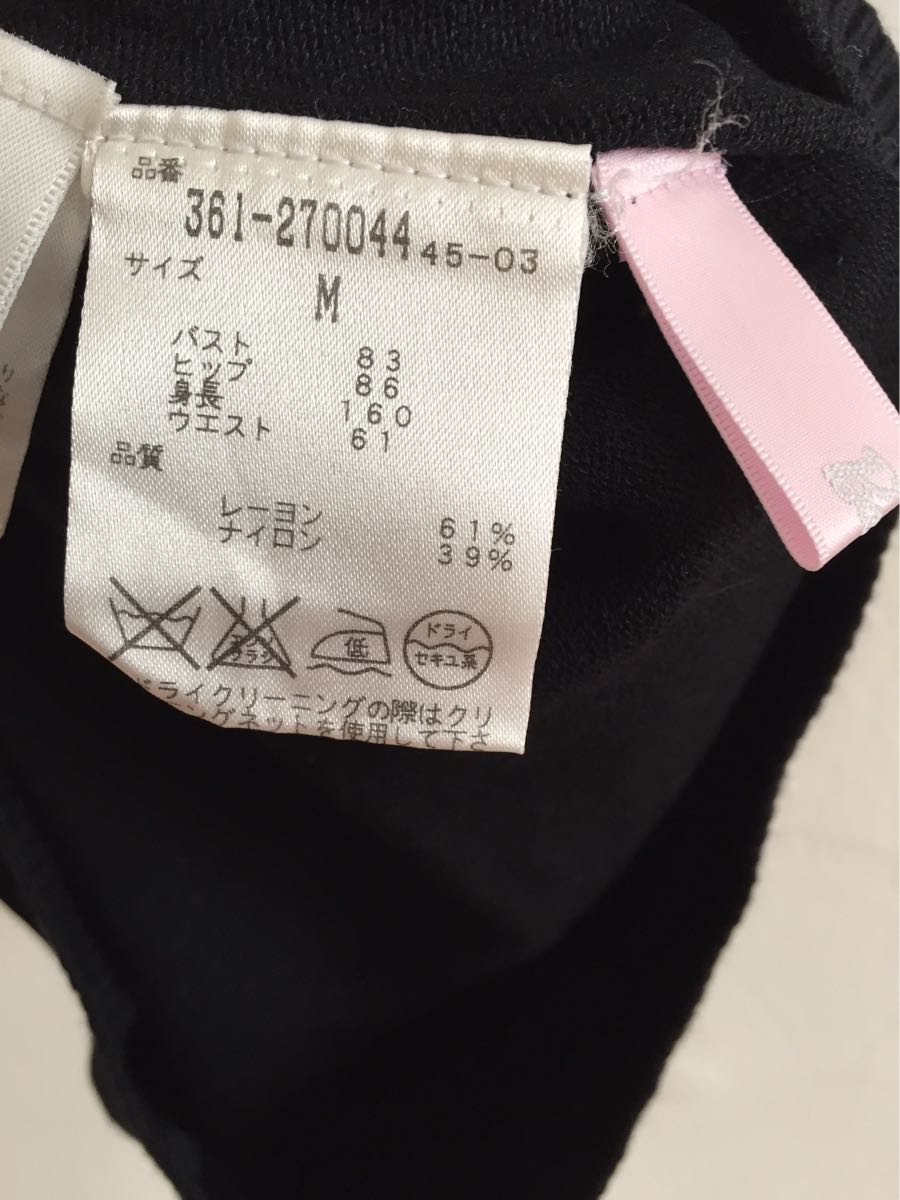 品番
361-270044 45-03
サイズ
M
バスト 83
ヒップ 86
身長 160
ウエスト 61
品質
レーヨン 61%
ナイロン 39%
低
ドライ
セキユ系
ドライクリーニングの際はクリ
ングネットを使用して下さ